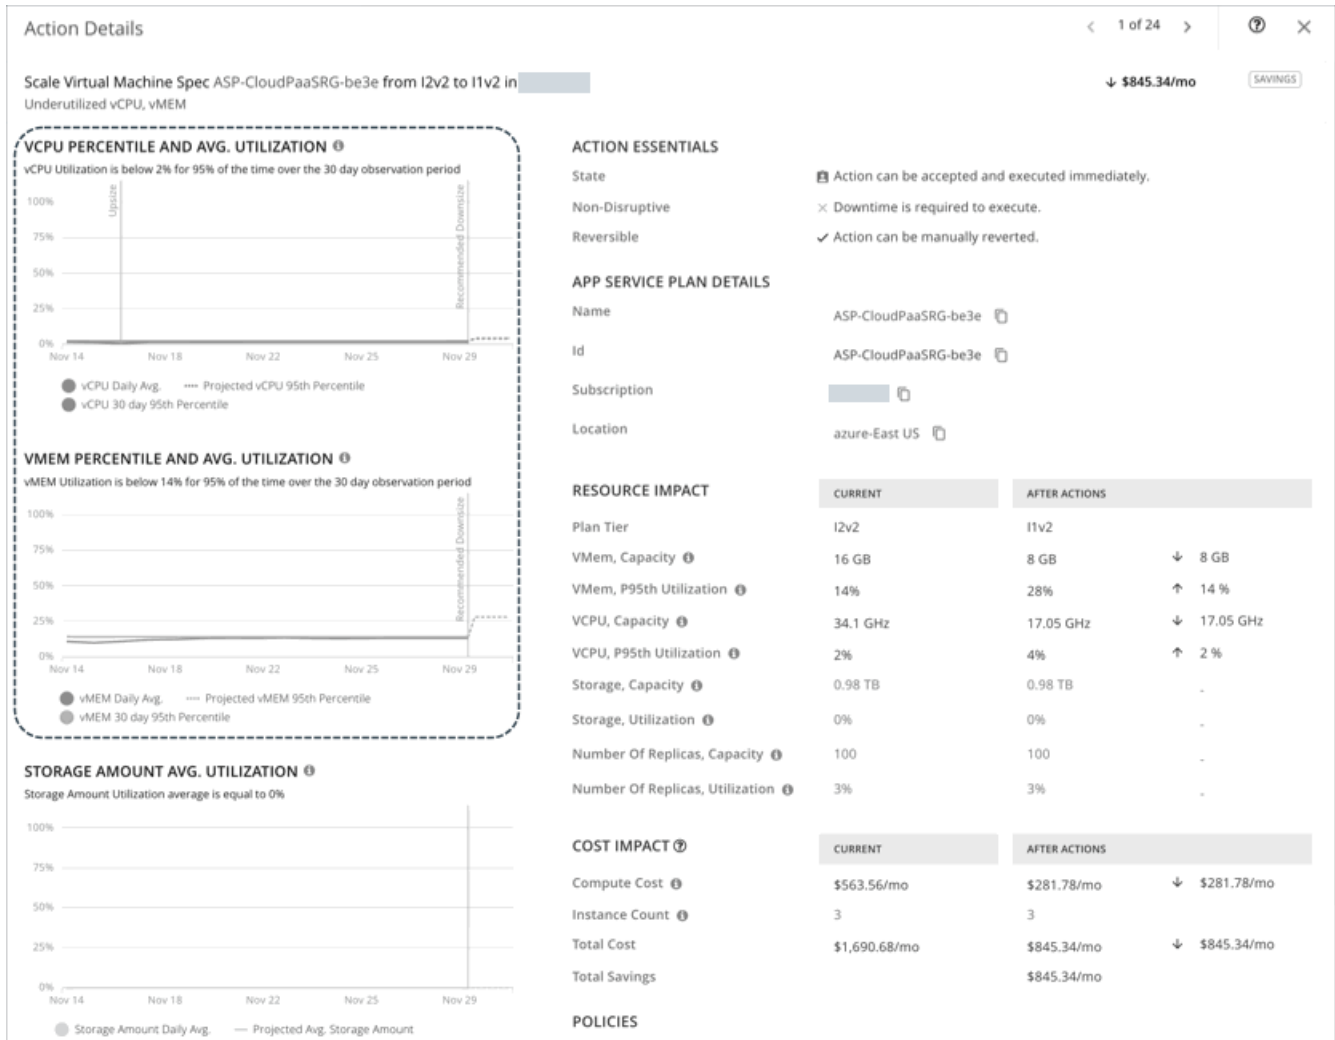 Action Details
1 of 24
Scale Virtual Machine Spec ASP-CloudPaaSRG-be3e from I2v2 to I1v2 in
$845.34/mo
SAVINGS
Underutilized vCPU, vMEM
VCPU PERCENTILE AND AVG. UTILIZATION
vCPU Utilization is below 2% for 95% of the time over the 30 day observation period
Upsize
Recommended Downsize
100%
75%
50%
25%
0%
Nov 14 Nov 18 Nov 22 Nov 25 Nov 29
vCPU Daily Avg. Projected vCPU 95th Percentile
vCPU 30 day 95th Percentile
VMEM PERCENTILE AND AVG. UTILIZATION
vMEM Utilization is below 14% for 95% of the time over the 30 day observation period
Recommended Downsize
100%
75%
50%
25%
0%
Nov 14 Nov 18 Nov 22 Nov 25 Nov 29
vMEM Daily Avg. Projected vMEM 95th Percentile
vMEM 30 day 95th Percentile
STORAGE AMOUNT AVG. UTILIZATION
Storage Amount Utilization average is equal to 0%
100%
75%
50%
25%
0%
Nov 14 Nov 18 Nov 22 Nov 25 Nov 29
Storage Amount Daily Avg. Projected Avg. Storage Amount
ACTION ESSENTIALS
State Action can be accepted and executed immediately.
Non-Disruptive Downtime is required to execute.
Reversible Action can be manually reverted.
APP SERVICE PLAN DETAILS
Name ASP-CloudPaaSRG-be3e
Id ASP-CloudPaaSRG-be3e
Subscription
Location azure-East US
RESOURCE IMPACT CURRENT AFTER ACTIONS
Plan Tier I2v2 I1v2
VMem, Capacity 16 GB 8 GB ↓ 8 GB
VMem, P95th Utilization 14% 28% ↑ 14 %
VCPU, Capacity 34.1 GHz 17.05 GHz ↓ 17.05 GHz
VCPU, P95th Utilization 2% 4% ↑ 2 %
Storage, Capacity 0.98 TB 0.98 TB -
Storage, Utilization 0% 0% -
Number Of Replicas, Capacity 100 100 -
Number Of Replicas, Utilization 3% 3% -
COST IMPACT CURRENT AFTER ACTIONS
Compute Cost $563.56/mo $281.78/mo ↓ $281.78/mo
Instance Count 3 3
Total Cost $1,690.68/mo $845.34/mo ↓ $845.34/mo
Total Savings $845.34/mo
POLICIES